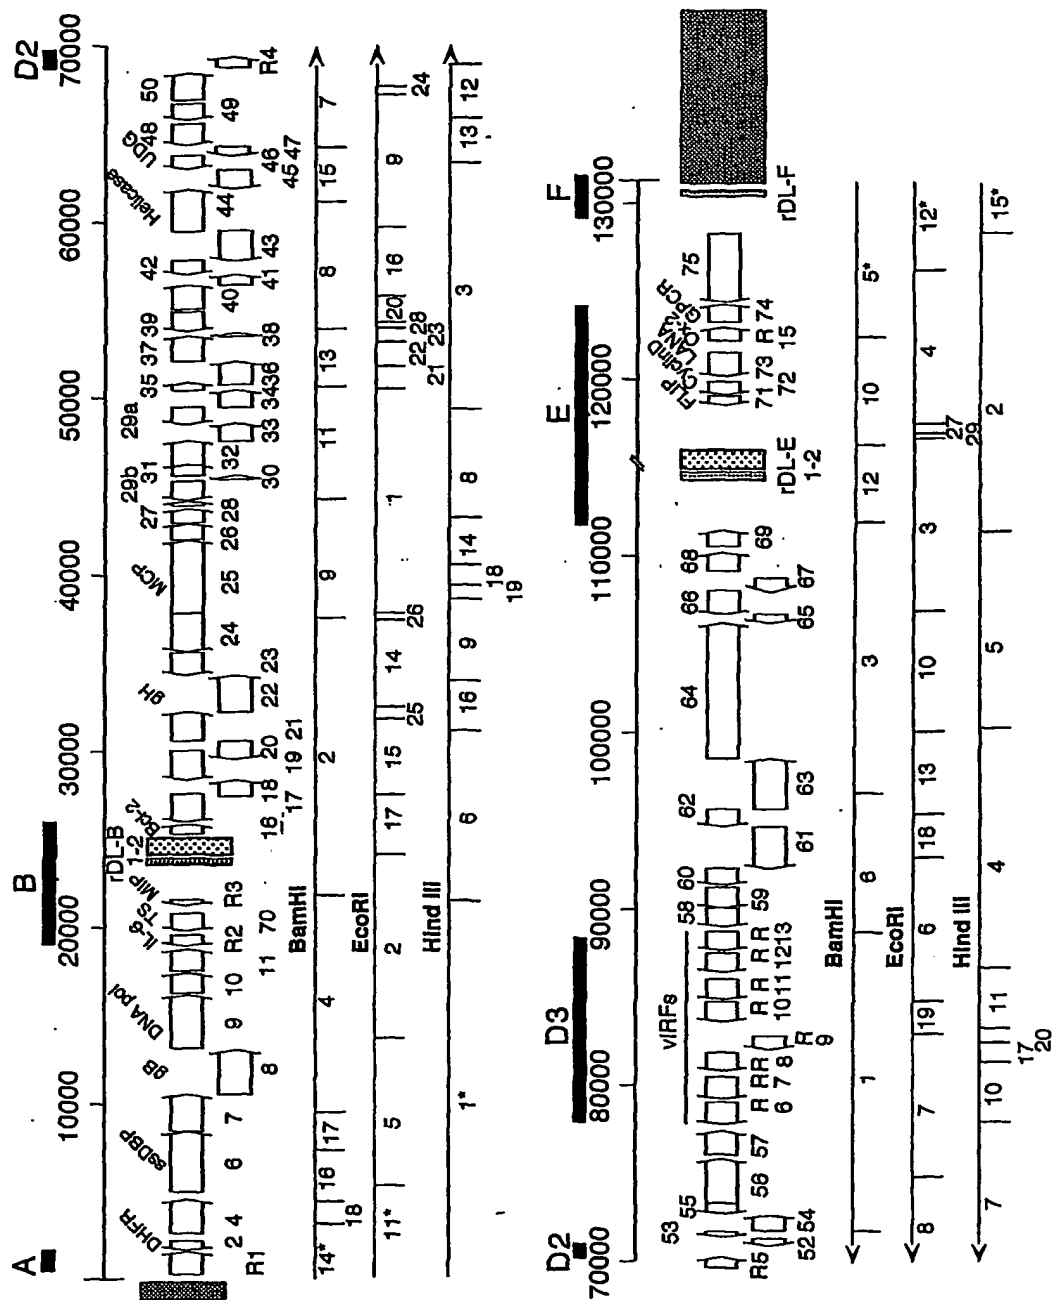 A B D2
10000 20000 30000 40000 50000 60000 70000
DHFR ssDBP gB DNA pol IL-6 TS MIP rDL-B 1-2 Bcl-2 gH MCP 27 29b 31 29a 35 37 39 42 Helicase UDG 48 50
R1 2 4 6 7 8 9 10 11 R2 70 R3 16 17 18 19 20 21 22 23 24 25 26 28 30 32 33 34 36 38 40 41 43 44 45 46 47 49 R4
BamHI
14* 18 16 17 4 2 9 11 13 8 15 7
EcoRI
11* 5 2 17 15 25 14 26 1 21 22 23 28 20 16 9 24
HInd III
1* 6 16 9 19 18 14 8 3 13 12
D2 D3 E F
70000 80000 90000 100000 110000 120000 130000
53 55 vIRFs 58 60 62 64 66 68 rDL-E 1-2 FLIP CyclnD LANA Ox-2 GPCR 75 rDL-F
R5 52 54 56 57 R 6 R 7 R 8 R 9 R 10 R 11 R 12 R 13 59 61 63 65 67 69 71 72 73 R 15 74
BamHI
1 6 3 12 10 5*
EcoRI
8 7 19 6 18 13 10 3 29 27 4 12*
HInd III
7 10 17 20 11 4 5 2 15*